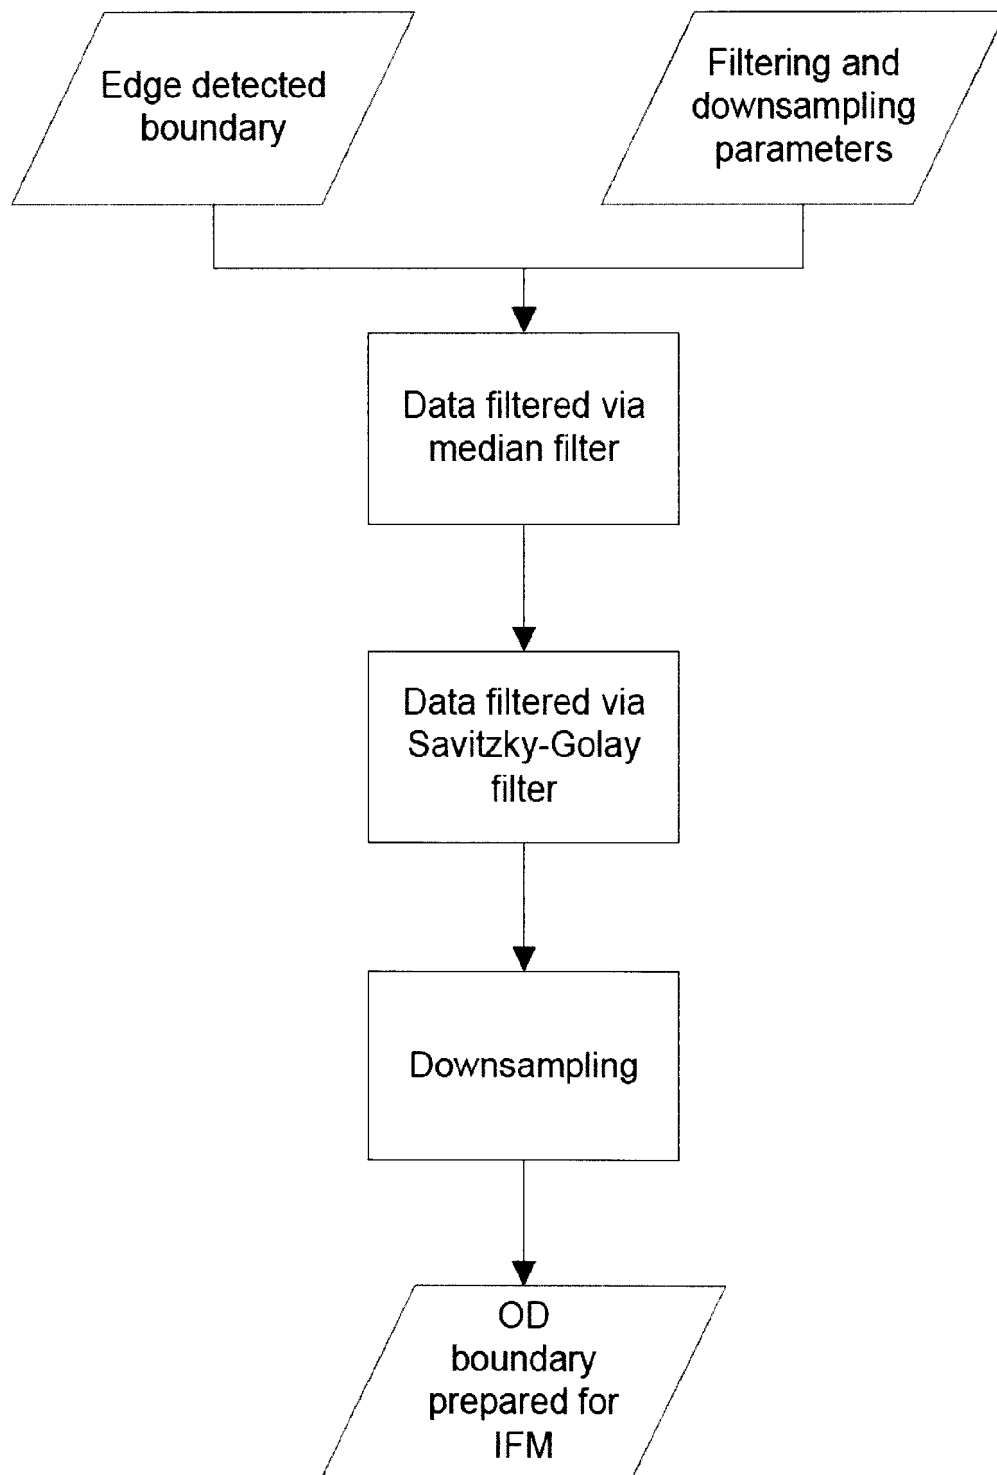 Edge detected
boundary
Filtering and
downsampling
parameters
Data filtered via
median filter
Data filtered via
Savitzky-Golay
filter
Downsampling
OD
boundary
prepared for
IFM